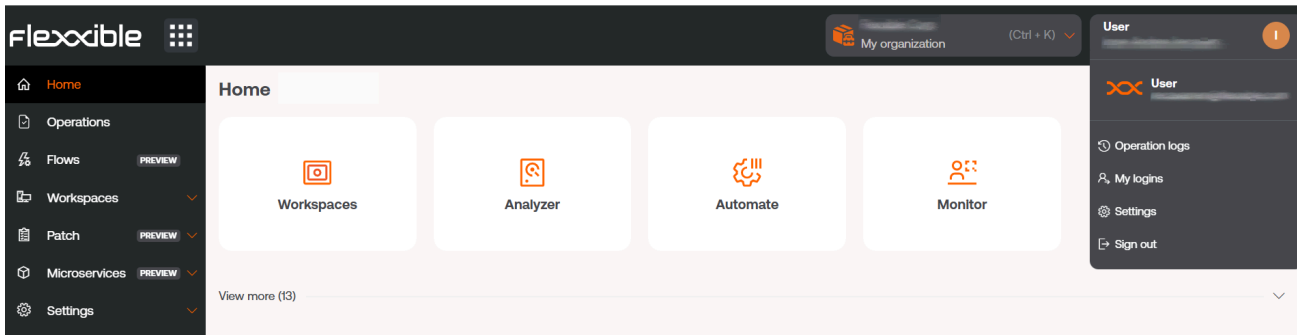 Flexxible
My organization
(Ctrl + K)
User
I
User
Home
Operations
Flows PREVIEW
Workspaces
Patch PREVIEW
Microservices PREVIEW
Settings
Home
Workspaces
Analyzer
Automate
Monitor
View more (13)
Operation logs
My logins
Settings
Sign out